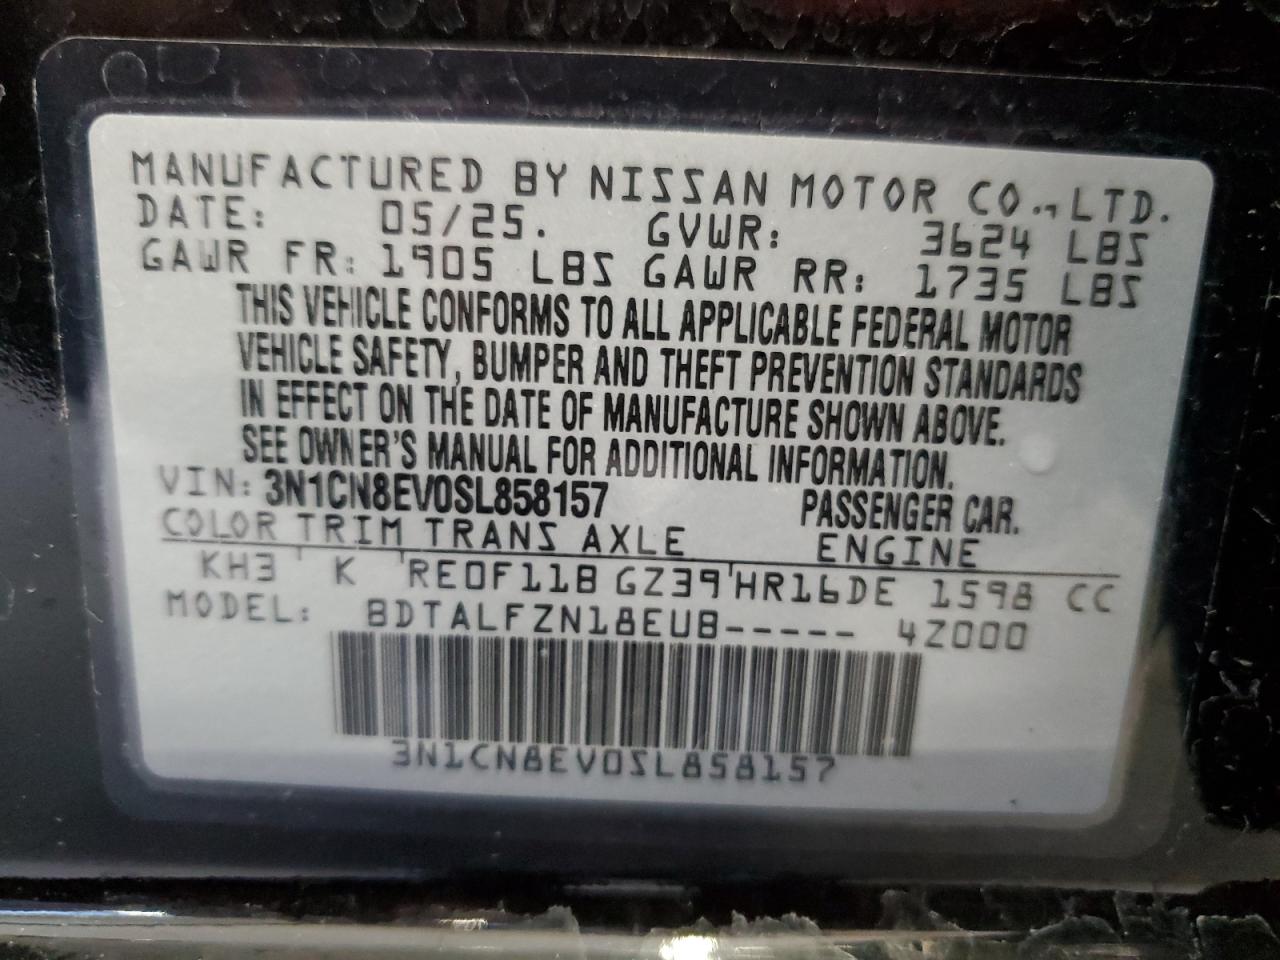 MANUFACTURED BY NISSAN MOTOR CO., LTD.
DATE: 05/25. GVWR: 3624 LBS
GAWR FR: 1905 LBS GAWR RR: 1735 LBS
THIS VEHICLE CONFORMS TO ALL APPLICABLE FEDERAL MOTOR
VEHICLE SAFETY, BUMPER AND THEFT PREVENTION STANDARDS
IN EFFECT ON THE DATE OF MANUFACTURE SHOWN ABOVE.
SEE OWNER'S MANUAL FOR ADDITIONAL INFORMATION.
VIN: 3N1CN8EV0SL858157 PASSENGER CAR.
COLOR TRIM TRANS AXLE ENGINE
KH3 K RE0F11B GZ39 HR16DE 1598 CC
MODEL: BDTALFZN18EUB----- 4Z000
3N1CN8EV0SL858157